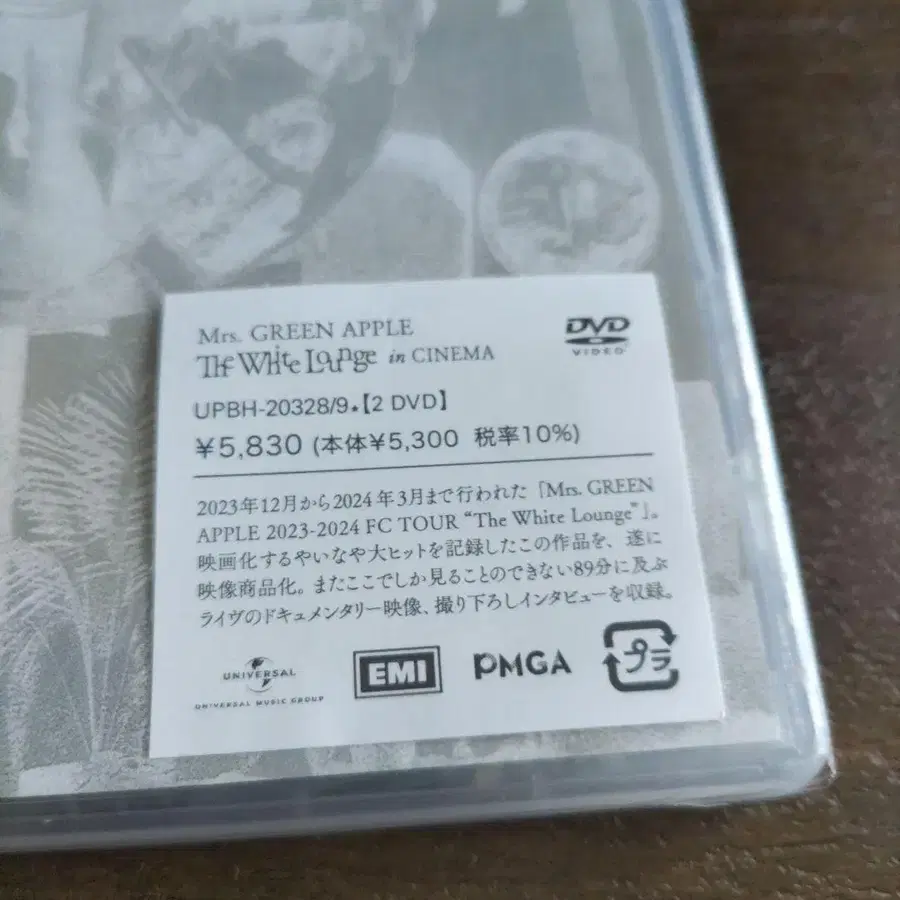 Mrs. GREEN APPLE
The White Lounge in CINEMA
DVD
VIDEO
UPBH-20328/9★【2 DVD】
¥5,830 (本体¥5,300 税率10%)
2023年12月から2024年3月まで行われた「Mrs. GREEN
APPLE 2023-2024 FC TOUR “The White Lounge”」。
映画化するやいなや大ヒットを記録したこの作品を、遂に
映像商品化。またここでしか見ることのできない89分に及ぶ
ライヴのドキュメンタリー映像、撮り下ろしインタビューを収録。
UNIVERSAL
UNIVERSAL MUSIC GROUP
EMI
PMGA
プラ